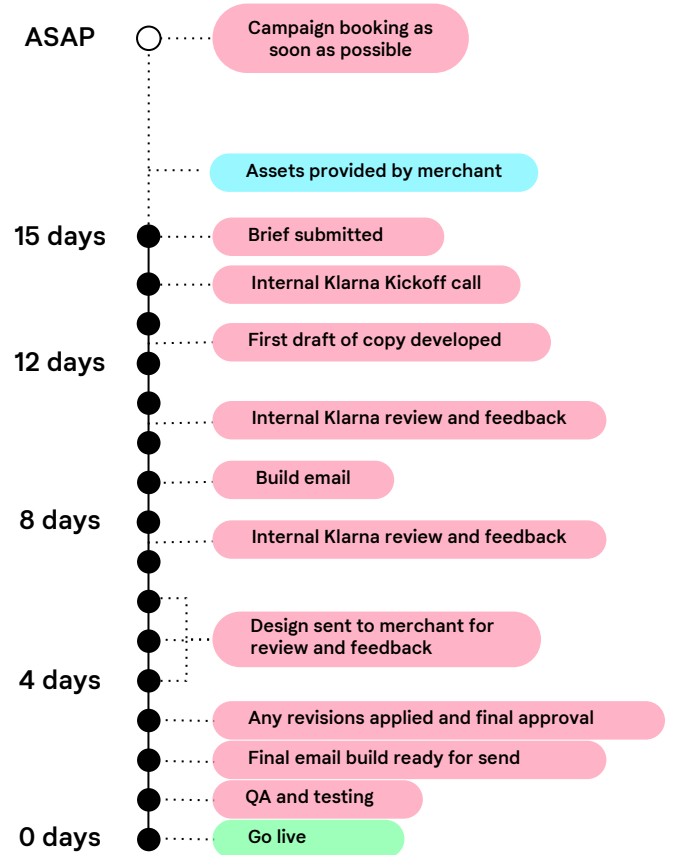 ASAP
Campaign booking as
soon as possible
Assets provided by merchant
15 days
Brief submitted
Internal Klarna Kickoff call
First draft of copy developed
12 days
Internal Klarna review and feedback
Build email
8 days
Internal Klarna review and feedback
Design sent to merchant for
review and feedback
4 days
Any revisions applied and final approval
Final email build ready for send
QA and testing
0 days
Go live